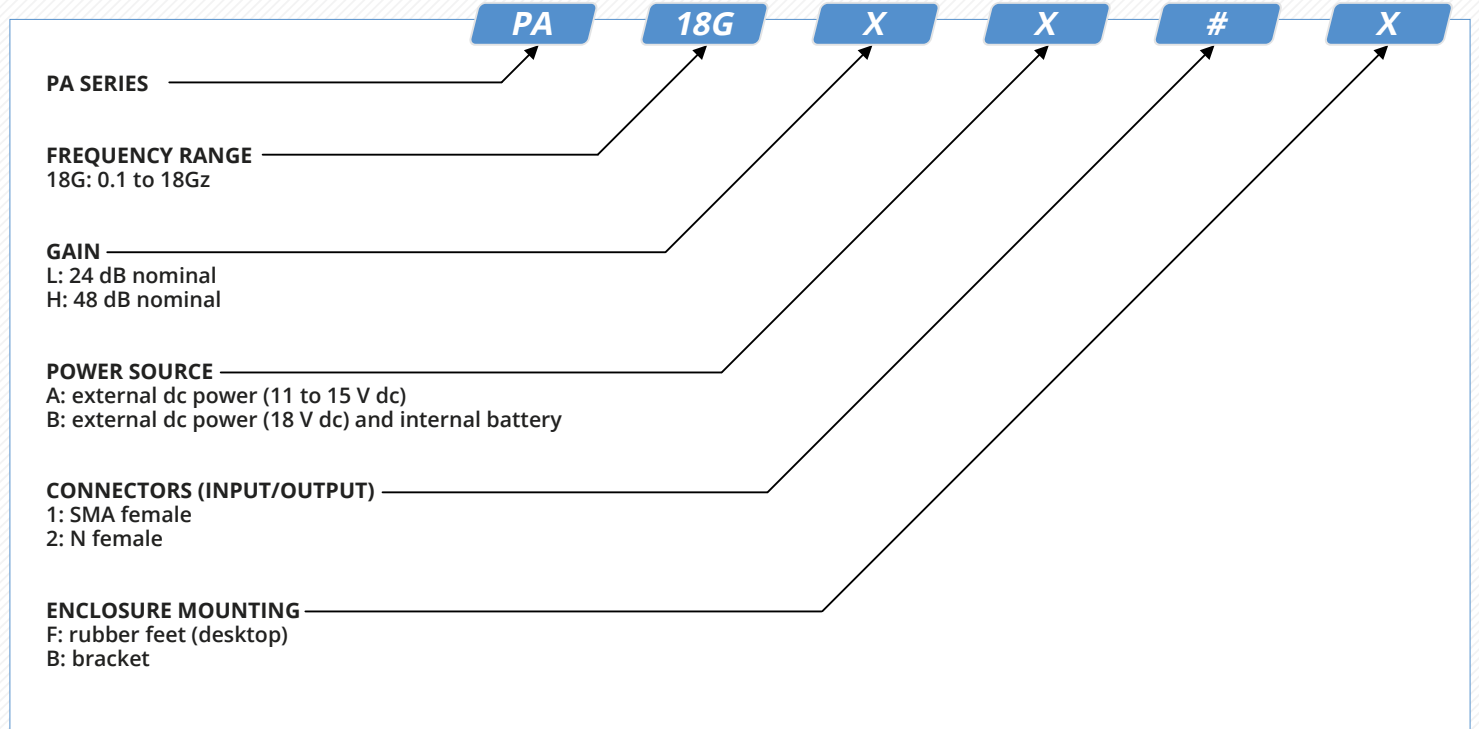 PA 18G X X # X
PA SERIES
FREQUENCY RANGE
18G: 0.1 to 18Gz
GAIN
L: 24 dB nominal
H: 48 dB nominal
POWER SOURCE
A: external dc power (11 to 15 V dc)
B: external dc power (18 V dc) and internal battery
CONNECTORS (INPUT/OUTPUT)
1: SMA female
2: N female
ENCLOSURE MOUNTING
F: rubber feet (desktop)
B: bracket